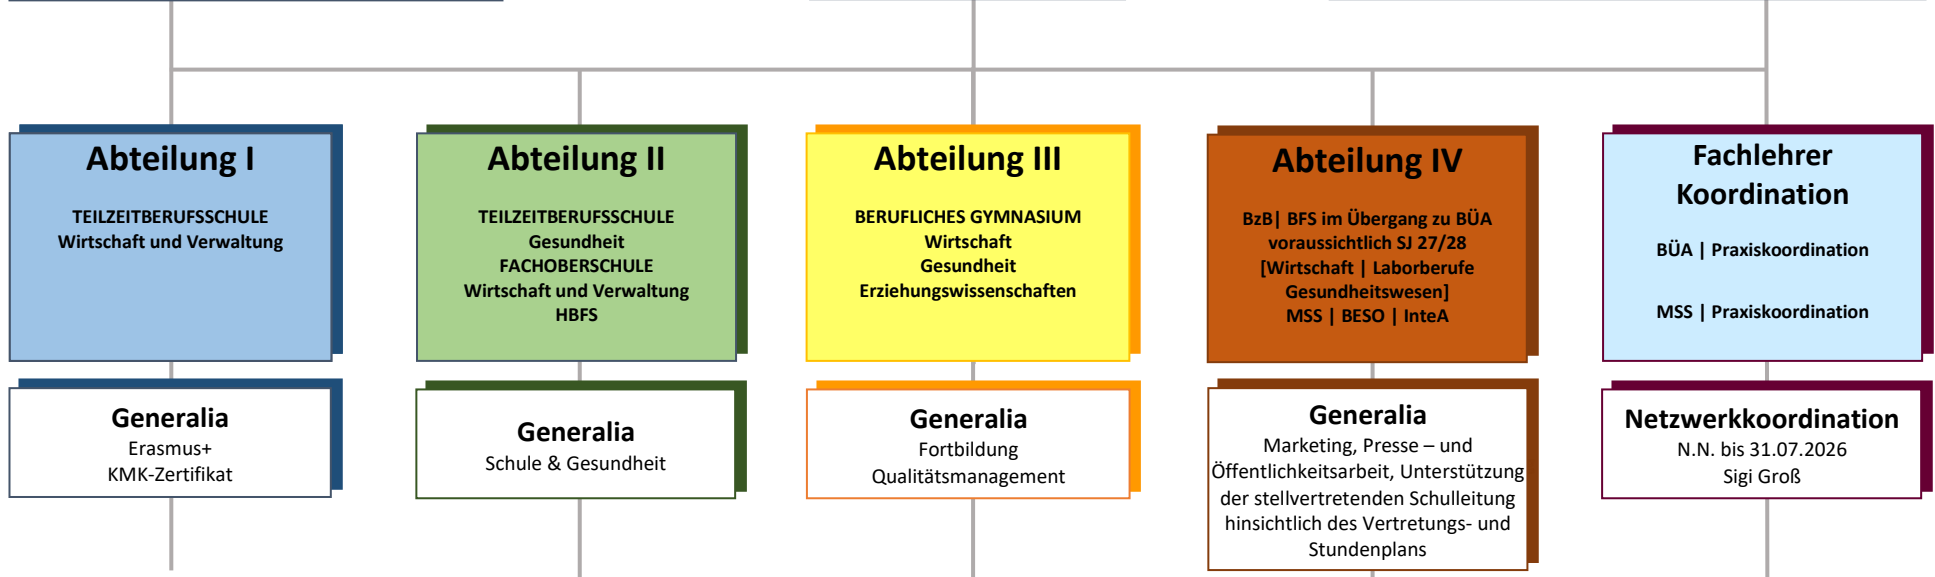 Abteilung I
TEILZEITBERUFSSCHULE
Wirtschaft und Verwaltung
Abteilung II
TEILZEITBERUFSSCHULE
Gesundheit
FACHOBERSCHULE
Wirtschaft und Verwaltung
HBFS
Abteilung III
BERUFLICHES GYMNASIUM
Wirtschaft
Gesundheit
Erziehungswissenschaften
Abteilung IV
BzB| BFS im Übergang zu BÜA
voraussichtlich SJ 27/28
[Wirtschaft | Laborberufe
Gesundheitswesen]
MSS | BESO | InteA
Fachlehrer
Koordination
BÜA | Praxiskoordination
MSS | Praxiskoordination
Generalia
Erasmus+
KMK-Zertifikat
Generalia
Schule & Gesundheit
Generalia
Fortbildung
Qualitätsmanagement
Generalia
Marketing, Presse – und
Öffentlichkeitsarbeit, Unterstützung
der stellvertretenden Schulleitung
hinsichtlich des Vertretungs- und
Stundenplans
Netzwerkkoordination
N.N. bis 31.07.2026
Sigi Groß